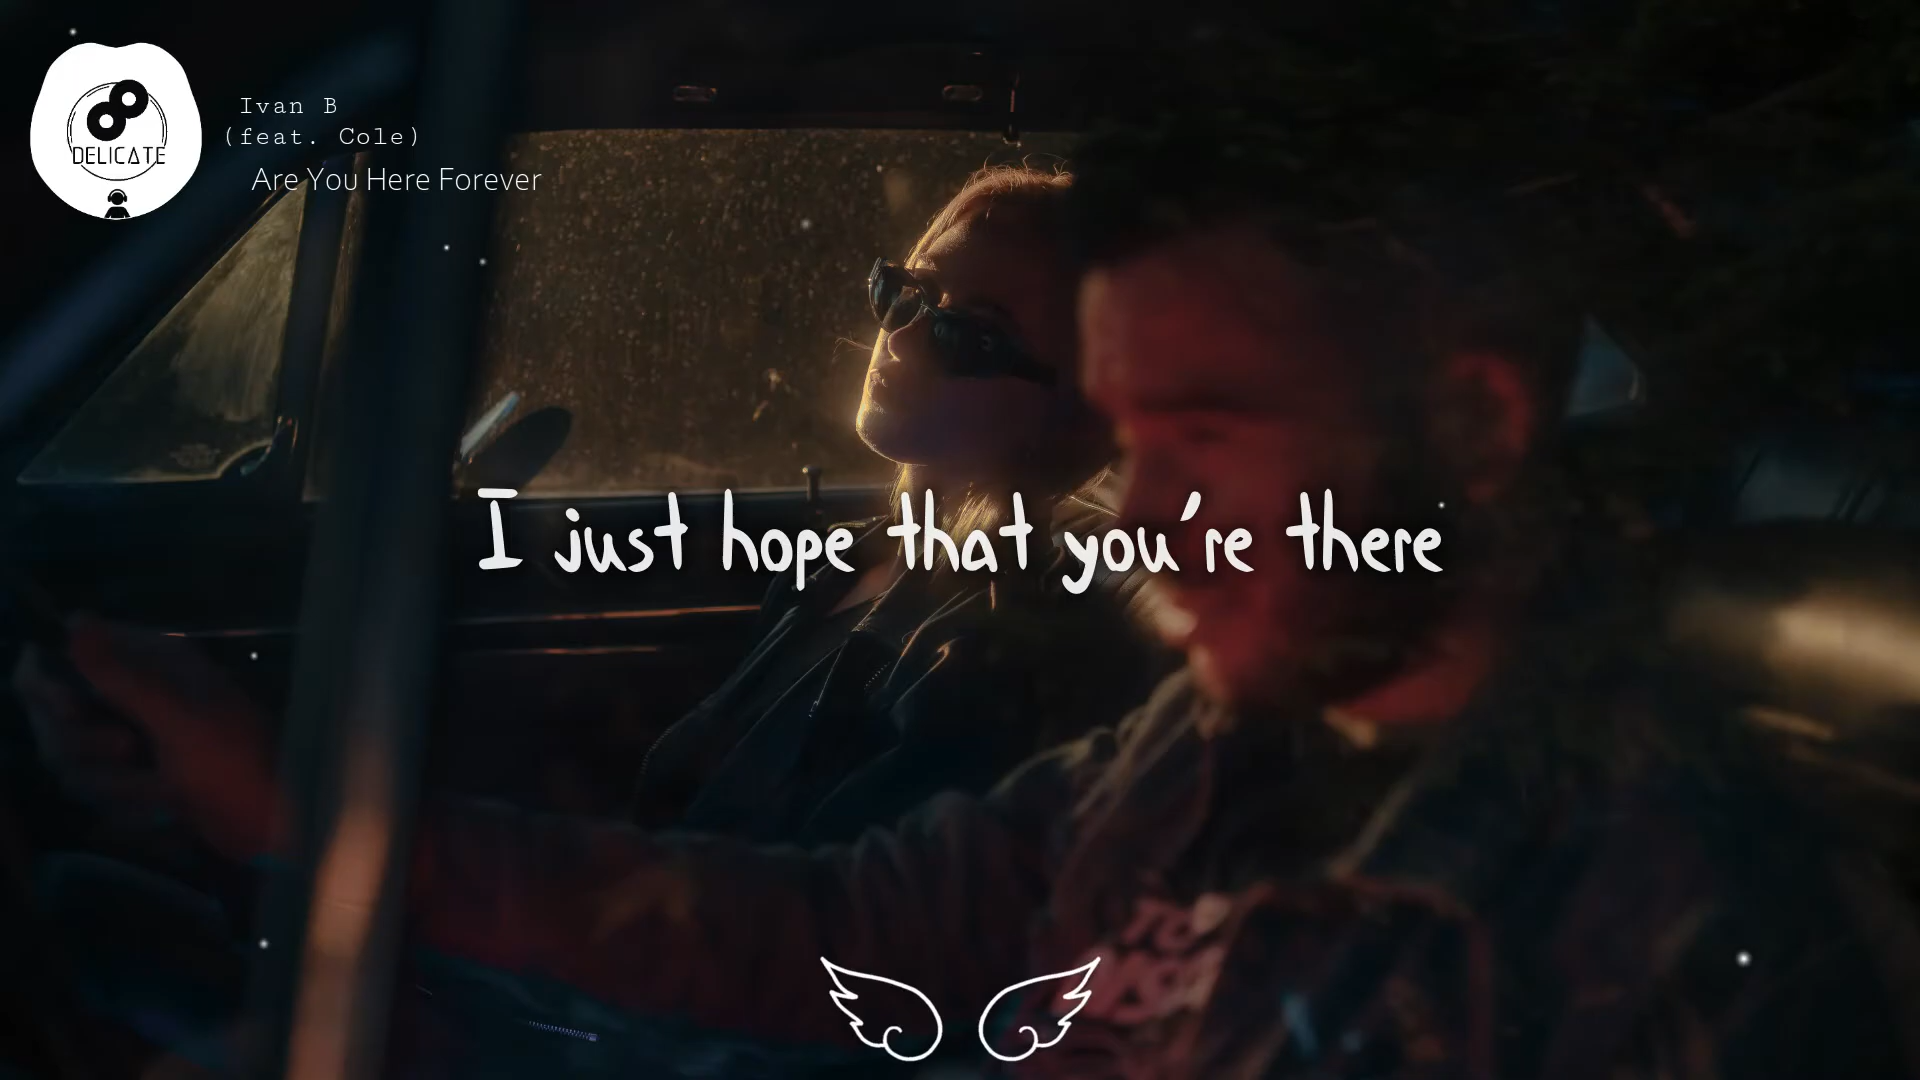 DELICATE
Ivan B
(feat. Cole)
Are You Here Forever
I just hope that you're there